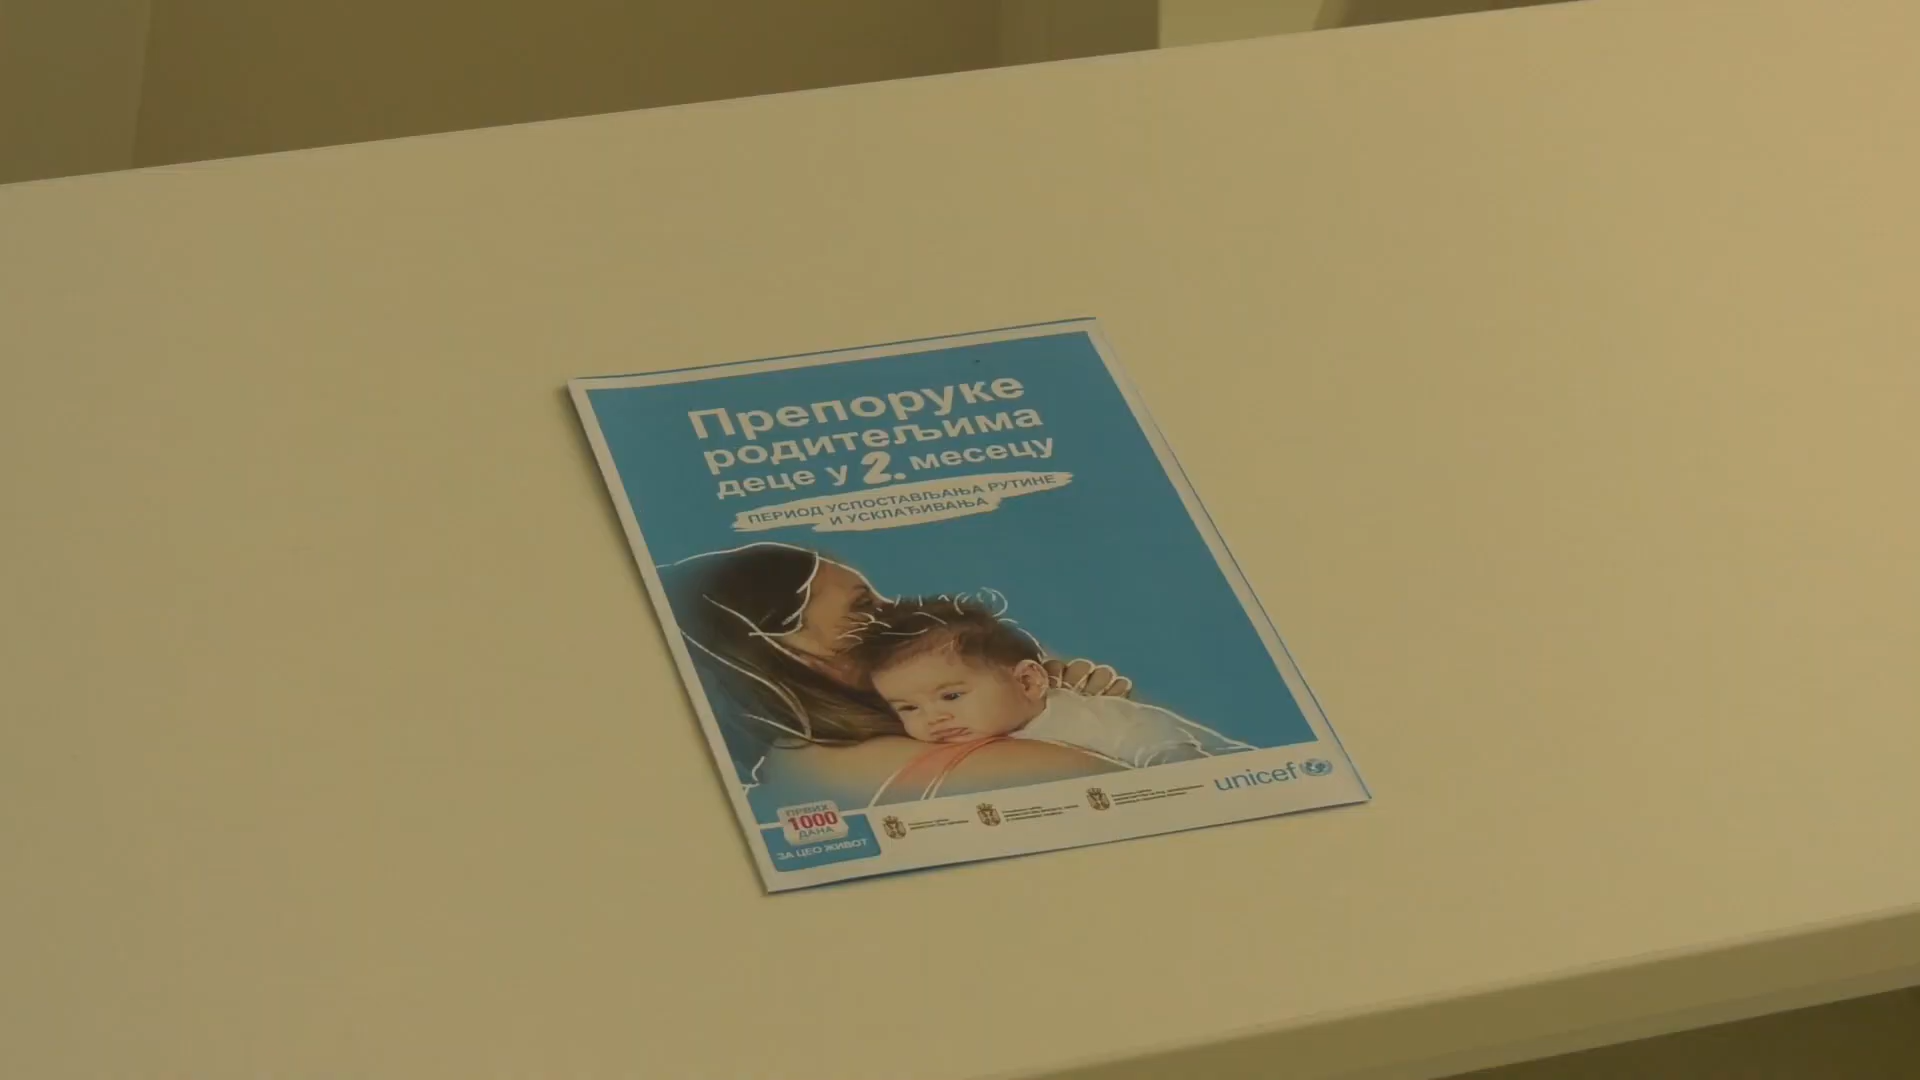 Препоруке
родитељима
деце у 2. месецу
ПЕРИОД УСПОСТАВЉАЊА РУТИНЕ
И УСКЛАЂИВАЊА
ПРВИХ
1000
ДАНА
ЗА ЦЕО ЖИВОТ
unicef